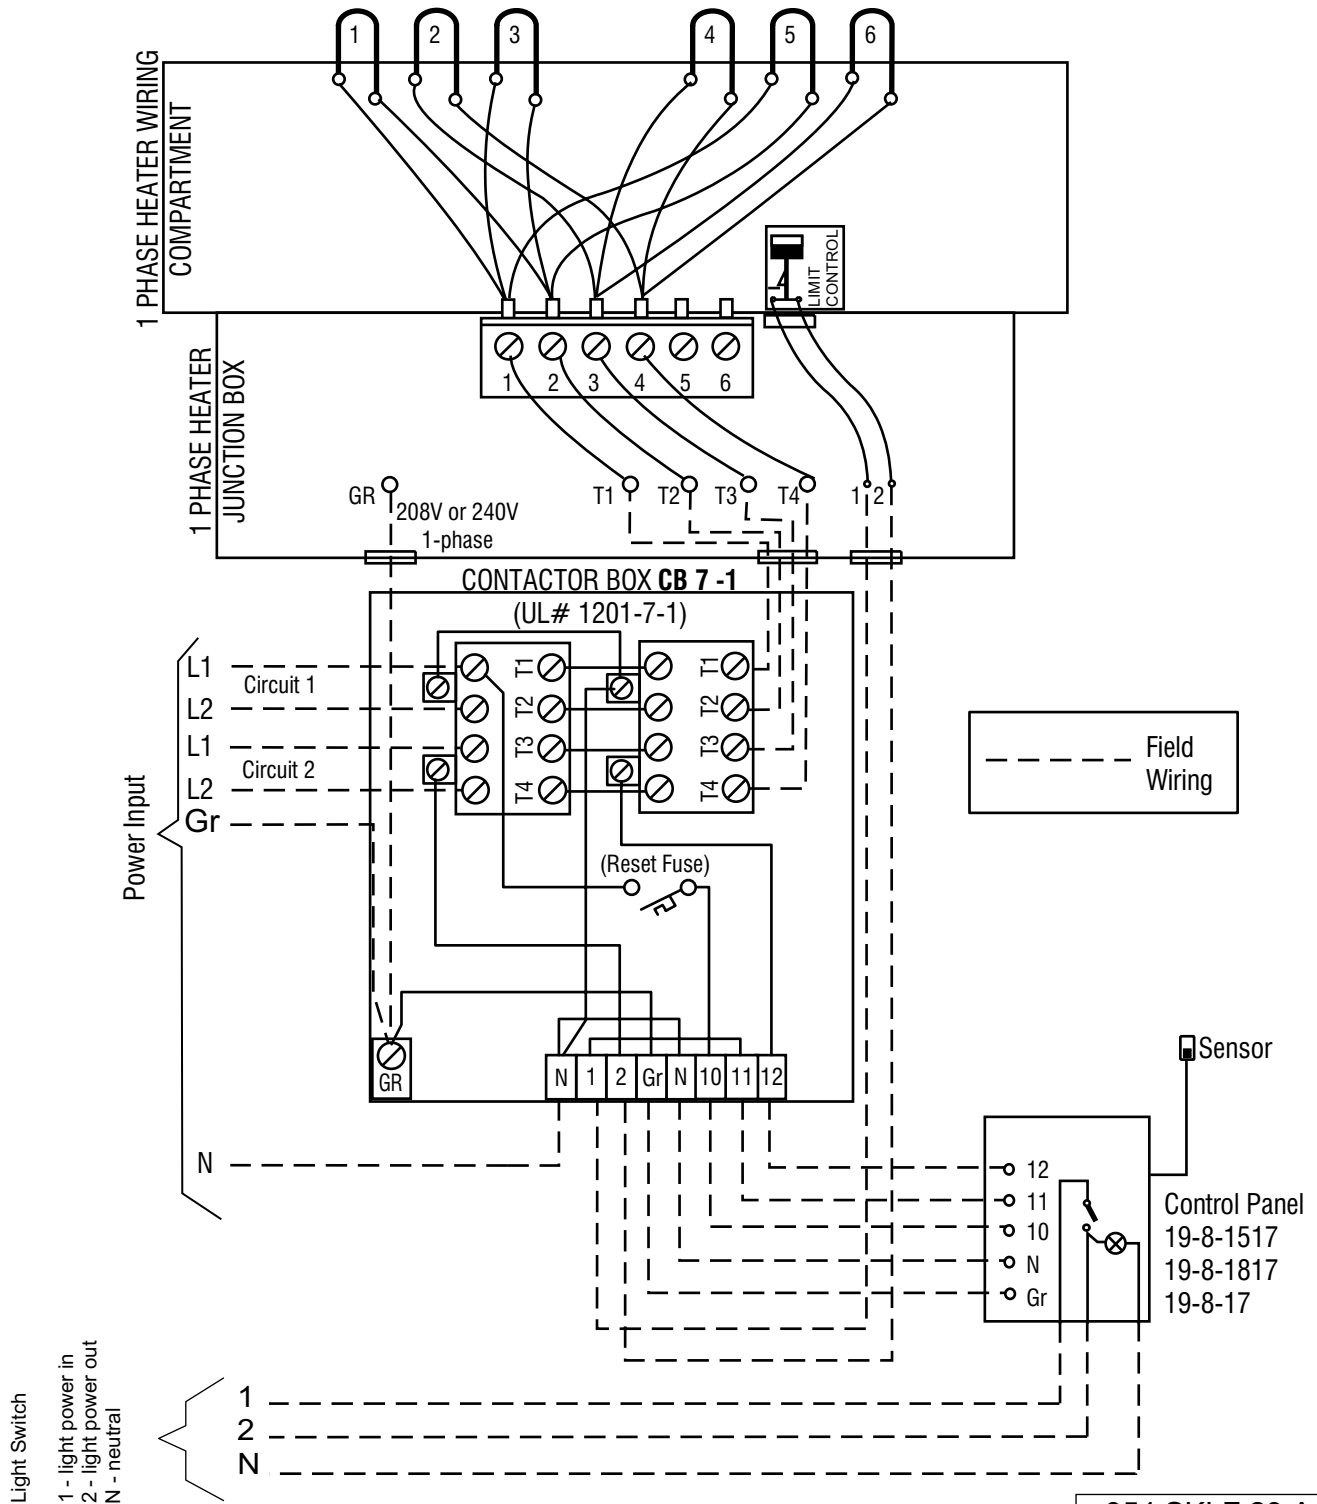 1 2 3 4 5 6
1 PHASE HEATER WIRING
COMPARTMENT
LIMIT
CONTROL
1 PHASE HEATER
JUNCTION BOX
1 2 3 4 5 6
GR
T1 T2 T3 T4 1 2
208V or 240V
1-phase
CONTACTOR BOX CB 7 -1
(UL# 1201-7-1)
Power Input
L1
Circuit 1
L2
L1
Circuit 2
L2
Gr
T1
T2
T3
T4
T1
T2
T3
T4
Field
Wiring
(Reset Fuse)
GR
N 1 2 Gr N 10 11 12
N
Sensor
12
11
10
N
Gr
Control Panel
19-8-1517
19-8-1817
19-8-17
Light Switch
1 - light power in
2 - light power out
N - neutral
1
2
N